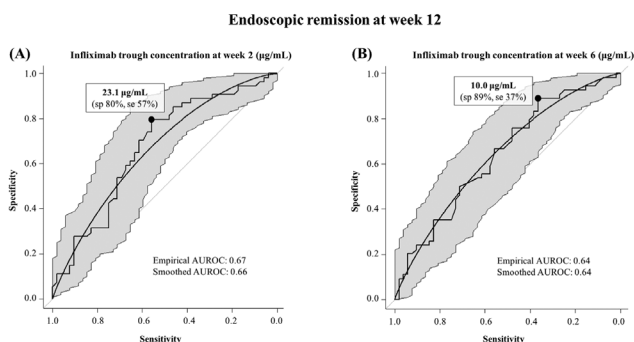 Endoscopic remission at week 12
(A)
Infliximab trough concentration at week 2 (μg/mL)
1.0
0.8
0.6
0.4
0.2
0.0
Specificity
23.1 μg/mL
(sp 80%, se 57%)
Empirical AUROC: 0.67
Smoothed AUROC: 0.66
1.0 0.8 0.6 0.4 0.2 0.0
Sensitivity
(B)
Infliximab trough concentration at week 6 (μg/mL)
1.0
0.8
0.6
0.4
0.2
0.0
Specificity
10.0 μg/mL
(sp 89%, se 37%)
Empirical AUROC: 0.64
Smoothed AUROC: 0.64
1.0 0.8 0.6 0.4 0.2 0.0
Sensitivity